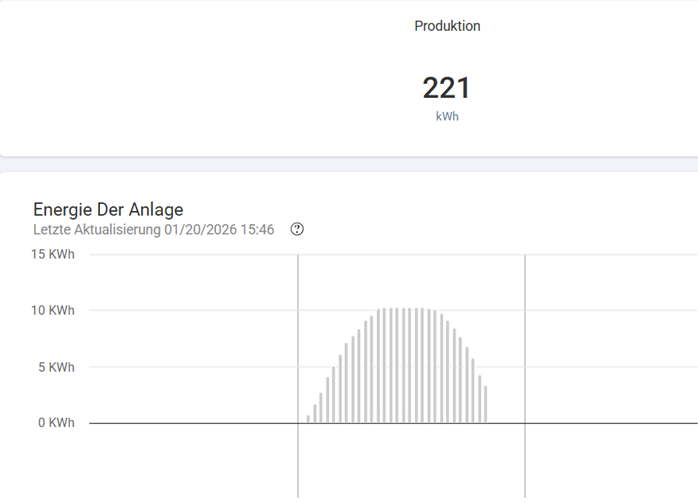 Produktion
221
kWh
Energie Der Anlage
Letzte Aktualisierung 01/20/2026 15:46 ?
15 KWh
10 KWh
5 KWh
0 KWh